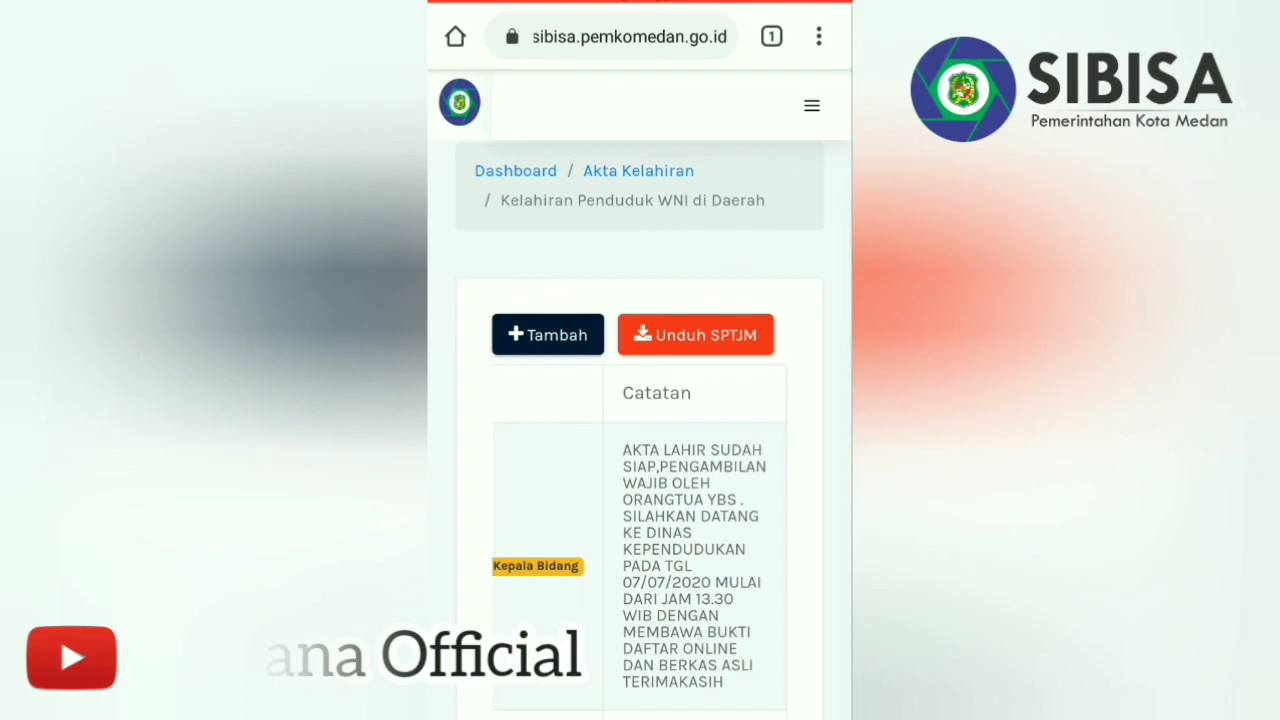 sibisa.pemkomedan.go.id
1
SIBISA
Pemerintahan Kota Medan
Dashboard / Akta Kelahiran
/ Kelahiran Penduduk WNI di Daerah
Tambah
Unduh SPTJM
Catatan
AKTA LAHIR SUDAH
SIAP,PENGAMBILAN
WAJIB OLEH
ORANGTUA YBS .
SILAHKAN DATANG
KE DINAS
KEPENDUDUKAN
PADA TGL
07/07/2020 MULAI
DARI JAM 13.30
WIB DENGAN
MEMBAWA BUKTI
DAFTAR ONLINE
DAN BERKAS ASLI
TERIMAKASIH
Kepala Bidang
ana Official